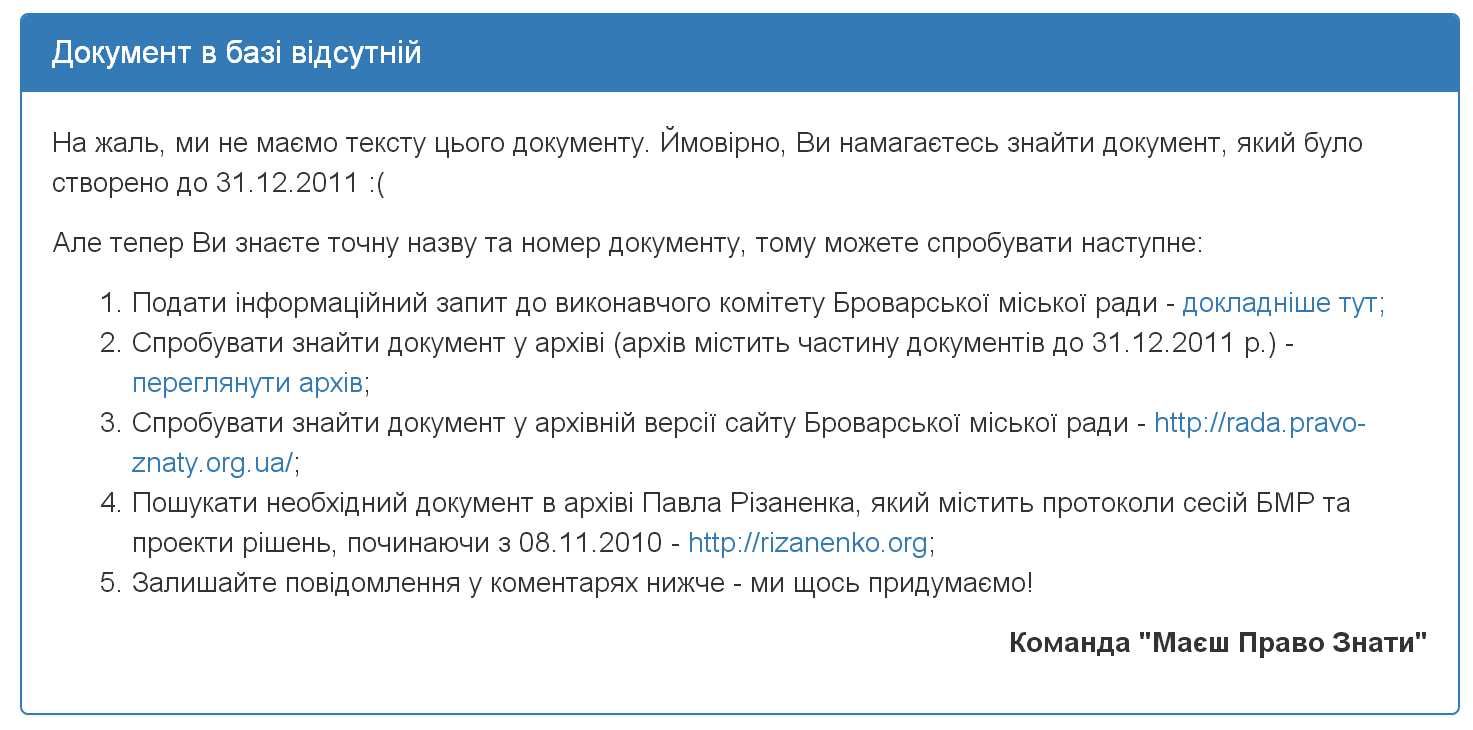 Документ в базі відсутній
На жаль, ми не маємо тексту цього документу. Ймовірно, Ви намагаєтесь знайти документ, який було
створено до 31.12.2011 :(
Але тепер Ви знаєте точну назву та номер документу, тому можете спробувати наступне:
1. Подати інформаційний запит до виконавчого комітету Броварської міської ради - докладніше тут;
2. Спробувати знайти документ у архіві (архів містить частину документів до 31.12.2011 р.) -
переглянути архів;
3. Спробувати знайти документ у архівній версії сайту Броварської міської ради - http://rada.pravo-
znaty.org.ua/;
4. Пошукати необхідний документ в архіві Павла Різаненка, який містить протоколи сесій БМР та
проекти рішень, починаючи з 08.11.2010 - http://rizanenko.org;
5. Залишайте повідомлення у коментарях нижче - ми щось придумаємо!
Команда "Маєш Право Знати"